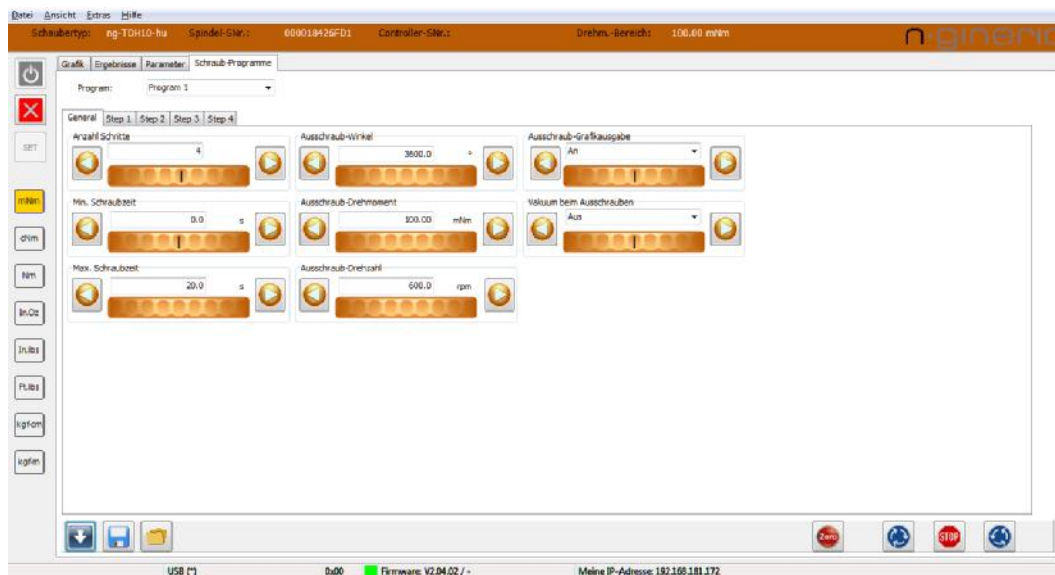 Datei Ansicht Extras Hilfe
Schaubertyp: ng-TDH10-hu Spindel-SNr.: 000018426FD1 Controller-SNr.: Drehm.-Bereich: 100.00 mNm
n-gineric
Grafik Ergebnisse Parameter Schraub-Programme
Program: Program 1
General Step 1 Step 2 Step 3 Step 4
Anzahl Schritte Ausschraub-Winkel Ausschraub-Grafikausgabe
4 3600.0 ° An
SET
mNm
Min. Schraubzeit Ausschraub-Drehmoment Vakuum beim Ausschrauben
0.0 s 100.00 mNm Aus
dNm
Max. Schraubzeit Ausschraub-Drehzahl
Nm
20.0 s 600.0 rpm
In.Oz
In.lbs
Ft.lbs
kgfcm
kgfm
Zero STOP
USB (*) 0x00 Firmware: V2.04.02 / - Meine IP-Adresse: 192.168.181.172